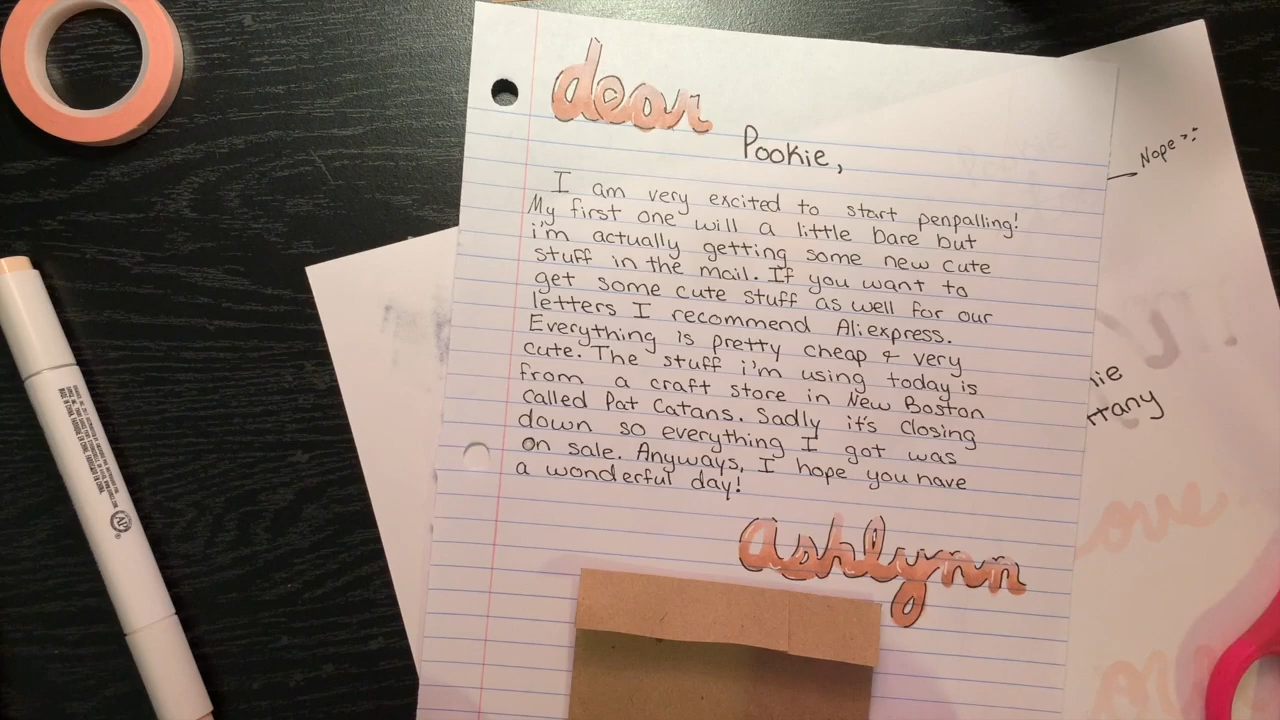 dear
Pookie,
I am very excited to start penpalling!
My first one will a little bare but
i'm actually getting some new cute
stuff in the mail. If you want to
get some cute stuff as well for our
letters I recommend Aliexpress.
Everything is pretty cheap & very
cute. The stuff i'm using today is
from a craft store in New Boston
called Pat Catans. Sadly it's closing
down so everything I got was
on sale. Anyways, I hope you have
a wonderful day!
ashlynn
Nope >:
hie
ttany
ove
AP